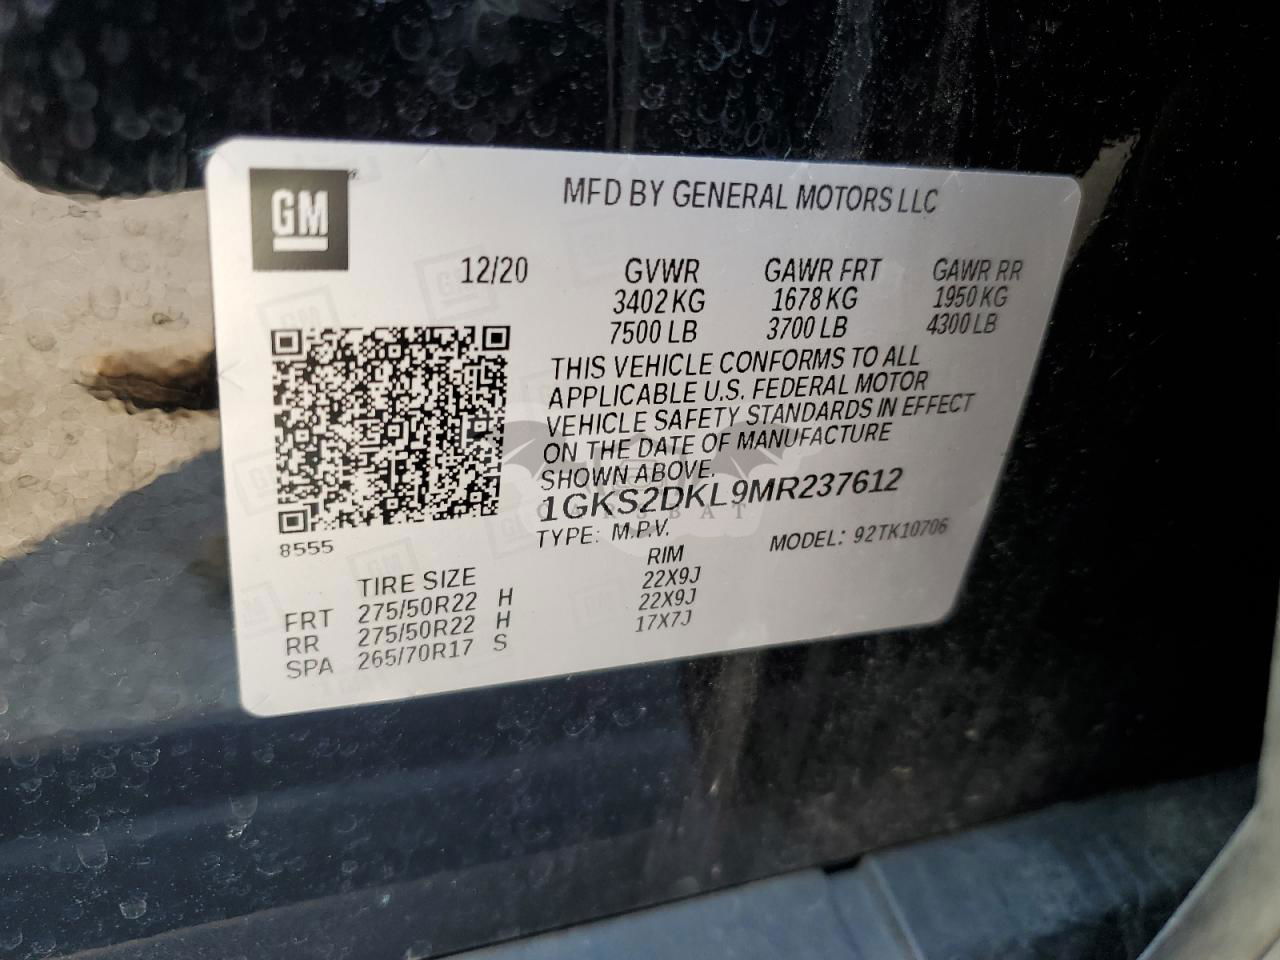 GM
MFD BY GENERAL MOTORS LLC
12/20 GVWR GAWR FRT GAWR RR
3402 KG 1678 KG 1950 KG
7500 LB 3700 LB 4300 LB
THIS VEHICLE CONFORMS TO ALL
APPLICABLE U.S. FEDERAL MOTOR
VEHICLE SAFETY STANDARDS IN EFFECT
ON THE DATE OF MANUFACTURE
SHOWN ABOVE.
1GKS2DKL9MR237612
TYPE: M.P.V. MODEL: 92TK10706
8555
TIRE SIZE RIM
FRT 275/50R22 H 22X9J
RR 275/50R22 H 22X9J
SPA 265/70R17 S 17X7J